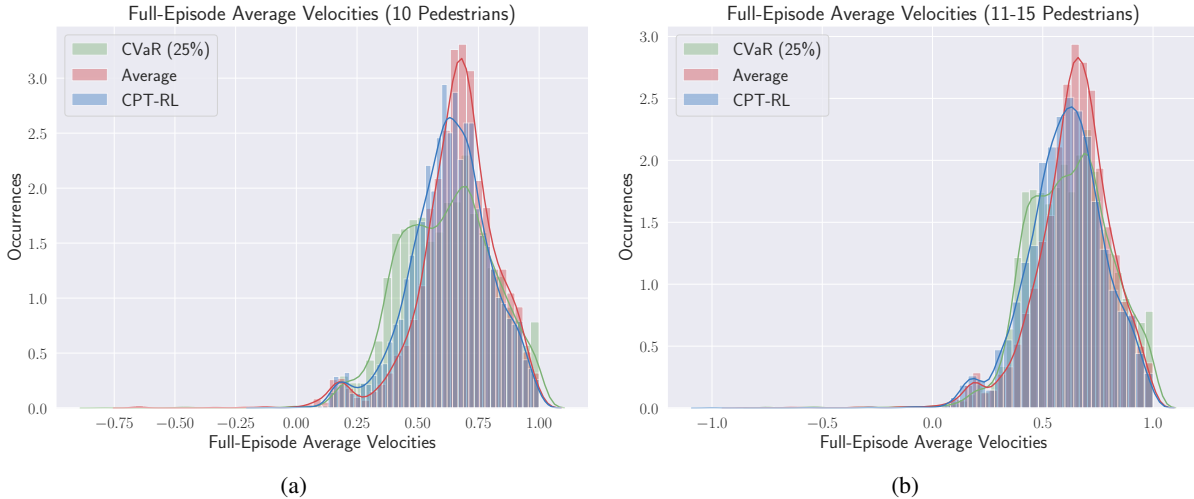 Full-Episode Average Velocities (10 Pedestrians)
CVaR (25%)
Average
CPT-RL
Occurrences
3.0
2.5
2.0
1.5
1.0
0.5
0.0
−0.75
−0.50
−0.25
0.00
0.25
0.50
0.75
1.00
Full-Episode Average Velocities
(a)
Full-Episode Average Velocities (11-15 Pedestrians)
CVaR (25%)
Average
CPT-RL
Occurrences
3.0
2.5
2.0
1.5
1.0
0.5
0.0
−1.0
−0.5
0.0
0.5
1.0
Full-Episode Average Velocities
(b)